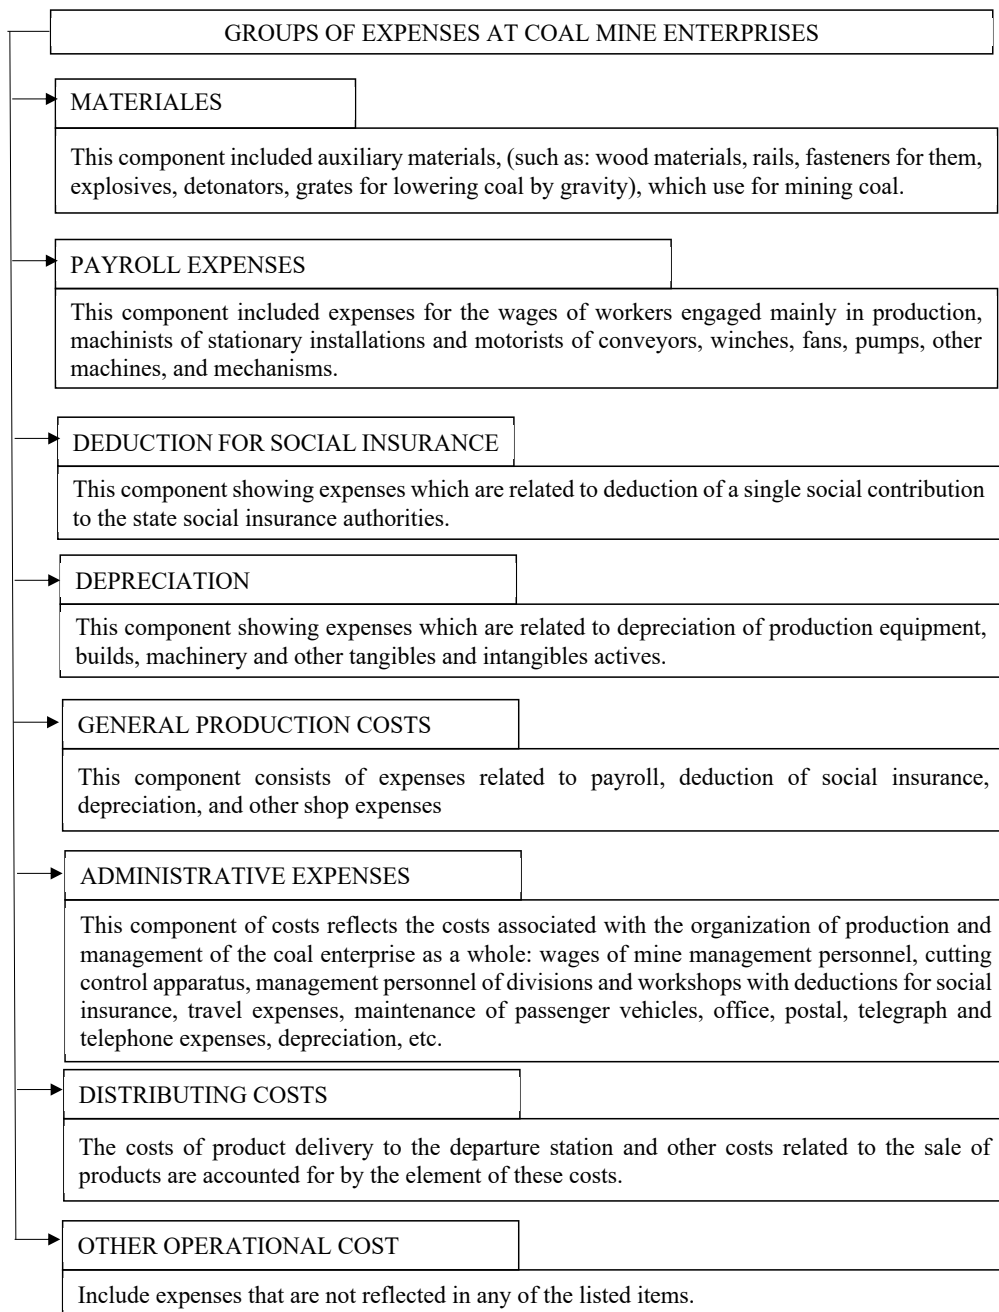 GROUPS OF EXPENSES AT COAL MINE ENTERPRISES
MATERIALES
This component included auxiliary materials, (such as: wood materials, rails, fasteners for them,
explosives, detonators, grates for lowering coal by gravity), which use for mining coal.
PAYROLL EXPENSES
This component included expenses for the wages of workers engaged mainly in production,
machinists of stationary installations and motorists of conveyors, winches, fans, pumps, other
machines, and mechanisms.
DEDUCTION FOR SOCIAL INSURANCE
This component showing expenses which are related to deduction of a single social contribution
to the state social insurance authorities.
DEPRECIATION
This component showing expenses which are related to depreciation of production equipment,
builds, machinery and other tangibles and intangibles actives.
GENERAL PRODUCTION COSTS
This component consists of expenses related to payroll, deduction of social insurance,
depreciation, and other shop expenses
ADMINISTRATIVE EXPENSES
This component of costs reflects the costs associated with the organization of production and
management of the coal enterprise as a whole: wages of mine management personnel, cutting
control apparatus, management personnel of divisions and workshops with deductions for social
insurance, travel expenses, maintenance of passenger vehicles, office, postal, telegraph and
telephone expenses, depreciation, etc.
DISTRIBUTING COSTS
The costs of product delivery to the departure station and other costs related to the sale of
products are accounted for by the element of these costs.
OTHER OPERATIONAL COST
Include expenses that are not reflected in any of the listed items.